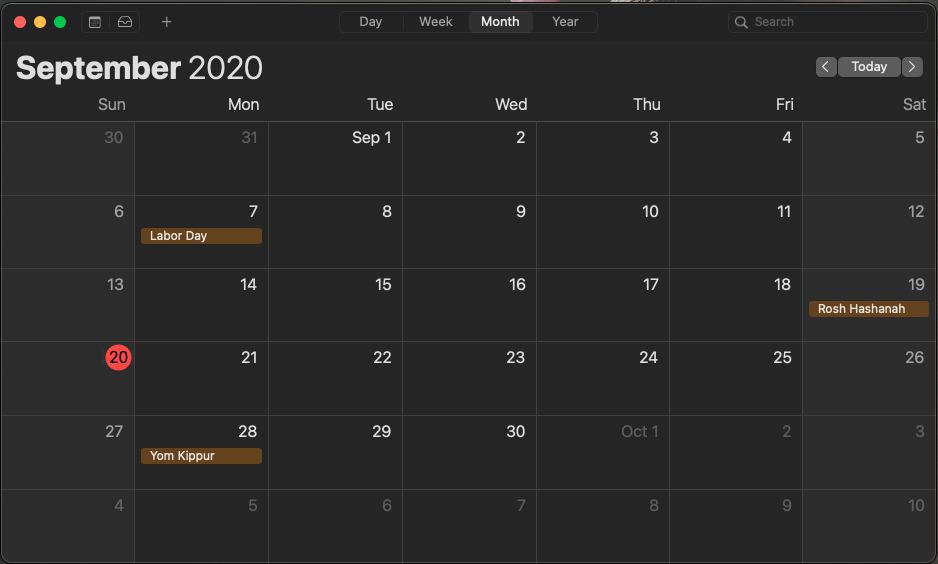 Day Week Month Year Search
September 2020 Today
Sun Mon Tue Wed Thu Fri Sat
30 31 Sep 1 2 3 4 5
6 7 8 9 10 11 12
Labor Day
13 14 15 16 17 18 19
Rosh Hashanah
20 21 22 23 24 25 26
27 28 29 30 Oct 1 2 3
Yom Kippur
4 5 6 7 8 9 10